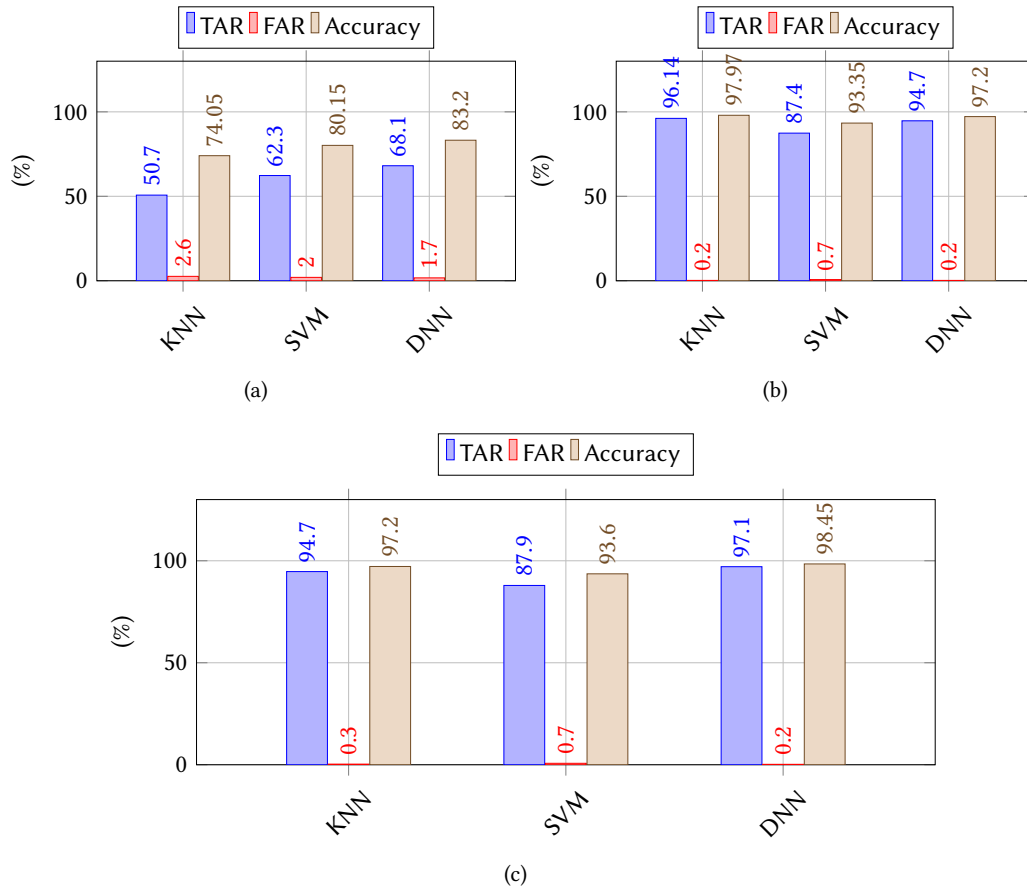 TAR FAR Accuracy
100
50
0
(%)
50.7
2.6
74.05
62.3
2
80.15
68.1
1.7
83.2
KNN
SVM
DNN
(a)
TAR FAR Accuracy
100
50
0
(%)
96.14
0.2
97.97
87.4
0.7
93.35
94.7
0.2
97.2
KNN
SVM
DNN
(b)
TAR FAR Accuracy
100
50
0
(%)
94.7
0.3
97.2
87.9
0.7
93.6
97.1
0.2
98.45
KNN
SVM
DNN
(c)